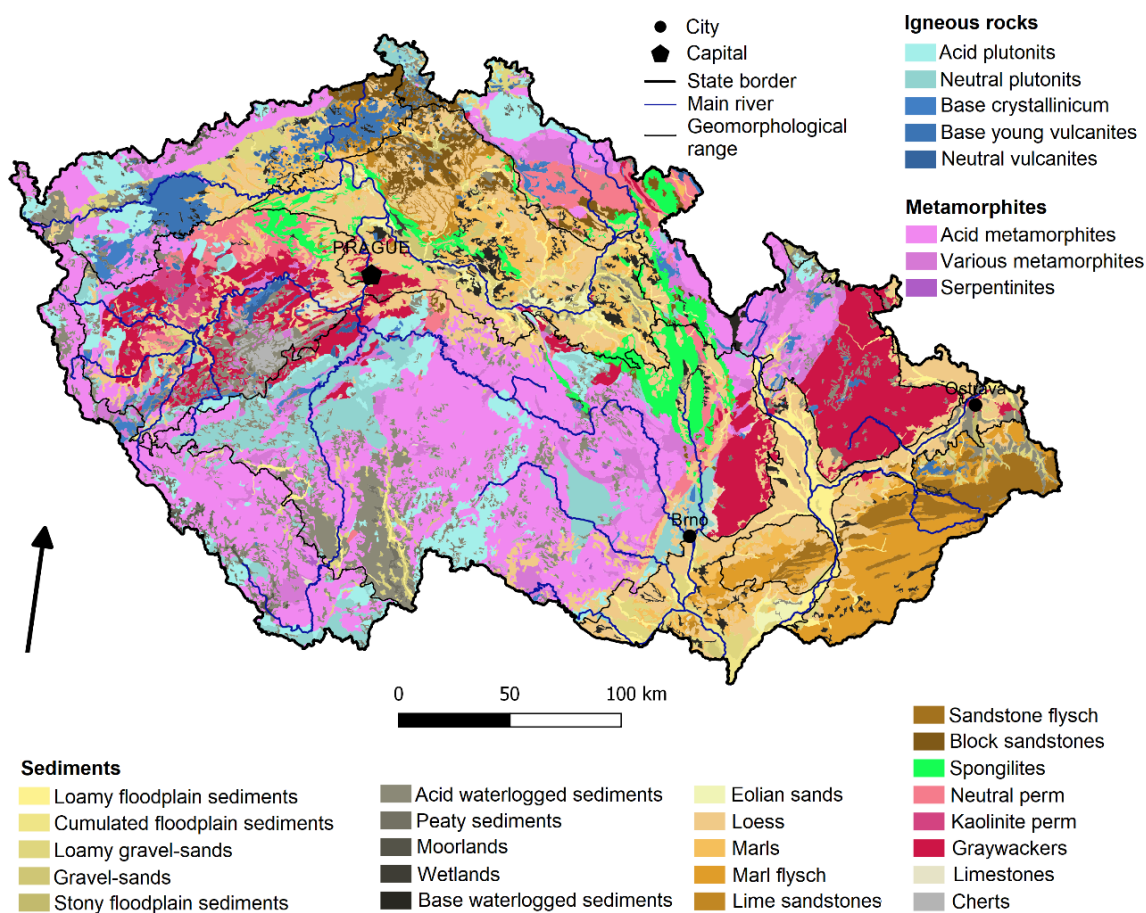 City
Capital
State border
Main river
Geomorphological
range
Igneous rocks
Acid plutonits
Neutral plutonits
Base crystallinicum
Base young vulcanites
Neutral vulcanites
Metamorphites
Acid metamorphites
Various metamorphites
Serpentinites
PRAGUE
Ostrava
Brno
0 50 100 km
Sediments
Loamy floodplain sediments
Cumulated floodplain sediments
Loamy gravel-sands
Gravel-sands
Stony floodplain sediments
Acid waterlogged sediments
Peaty sediments
Moorlands
Wetlands
Base waterlogged sediments
Eolian sands
Loess
Marls
Marl flysch
Lime sandstones
Sandstone flysch
Block sandstones
Spongilites
Neutral perm
Kaolinite perm
Graywackers
Limestones
Cherts